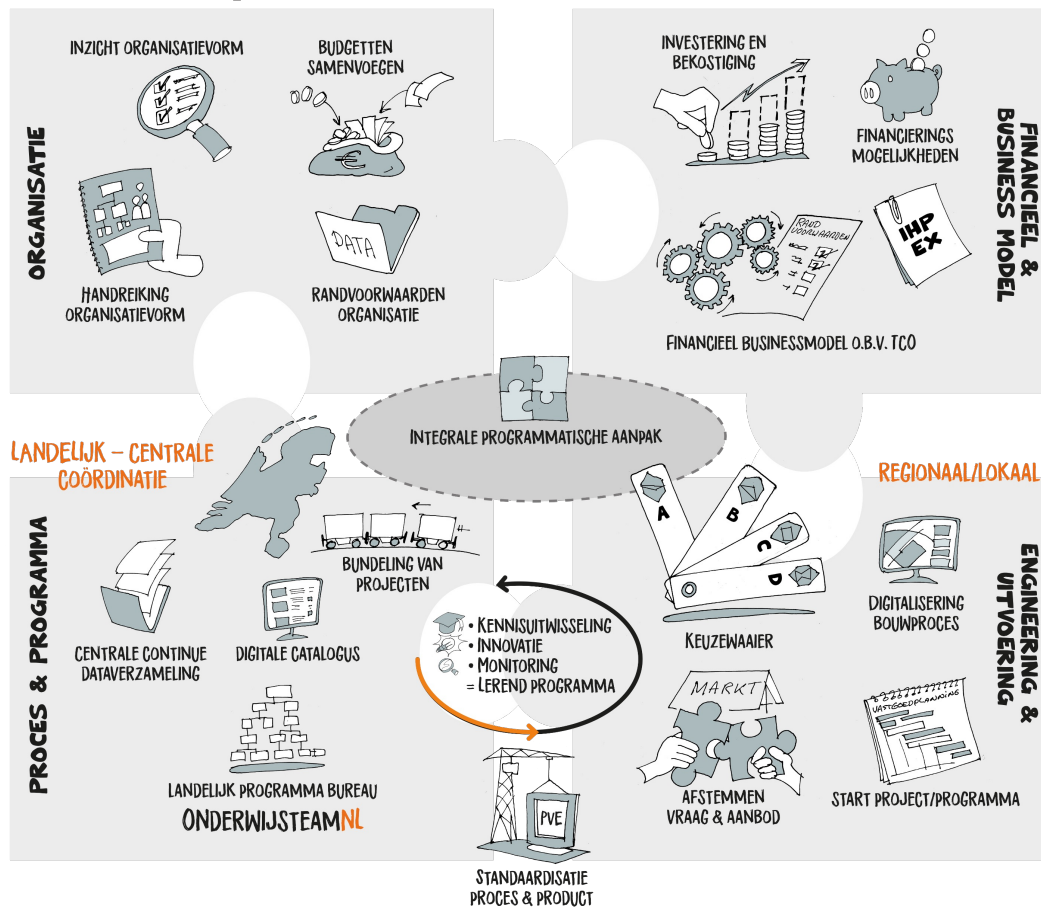 INZICHT ORGANISATIEVORM
BUDGETTEN
SAMENVOEGEN
€
ORGANISATIE
HANDREIKING
ORGANISATIEVORM
DATA
RANDVOORWAARDEN
ORGANISATIE
INVESTERING EN
BEKOSTIGING
FINANCIERINGS
MOGELIJKHEDEN
FINANCIEEL &
BUSINESS MODEL
RAND
VOORWAARDEN
IHP
EX
FINANCIEEL BUSINESSMODEL O.B.V. TCO
INTEGRALE PROGRAMMATISCHE AANPAK
LANDELIJK – CENTRALE
COÖRDINATIE
REGIONAAL/LOKAAL
PROCES & PROGRAMMA
BUNDELING VAN
PROJECTEN
CENTRALE CONTINUE
DATAVERZAMELING
DIGITALE CATALOGUS
LANDELIJK PROGRAMMA BUREAU
ONDERWIJSTEAMNL
• KENNISUITWISSELING
• INNOVATIE
• MONITORING
= LEREND PROGRAMMA
PVE
STANDAARDISATIE
PROCES & PRODUCT
A
B
C
D
KEUZEWAAIER
DIGITALISERING
BOUWPROCES
ENGINEERING &
UITVOERING
MARKT
AFSTEMMEN
VRAAG & AANBOD
VASTGOEDPLANNING
START PROJECT/PROGRAMMA